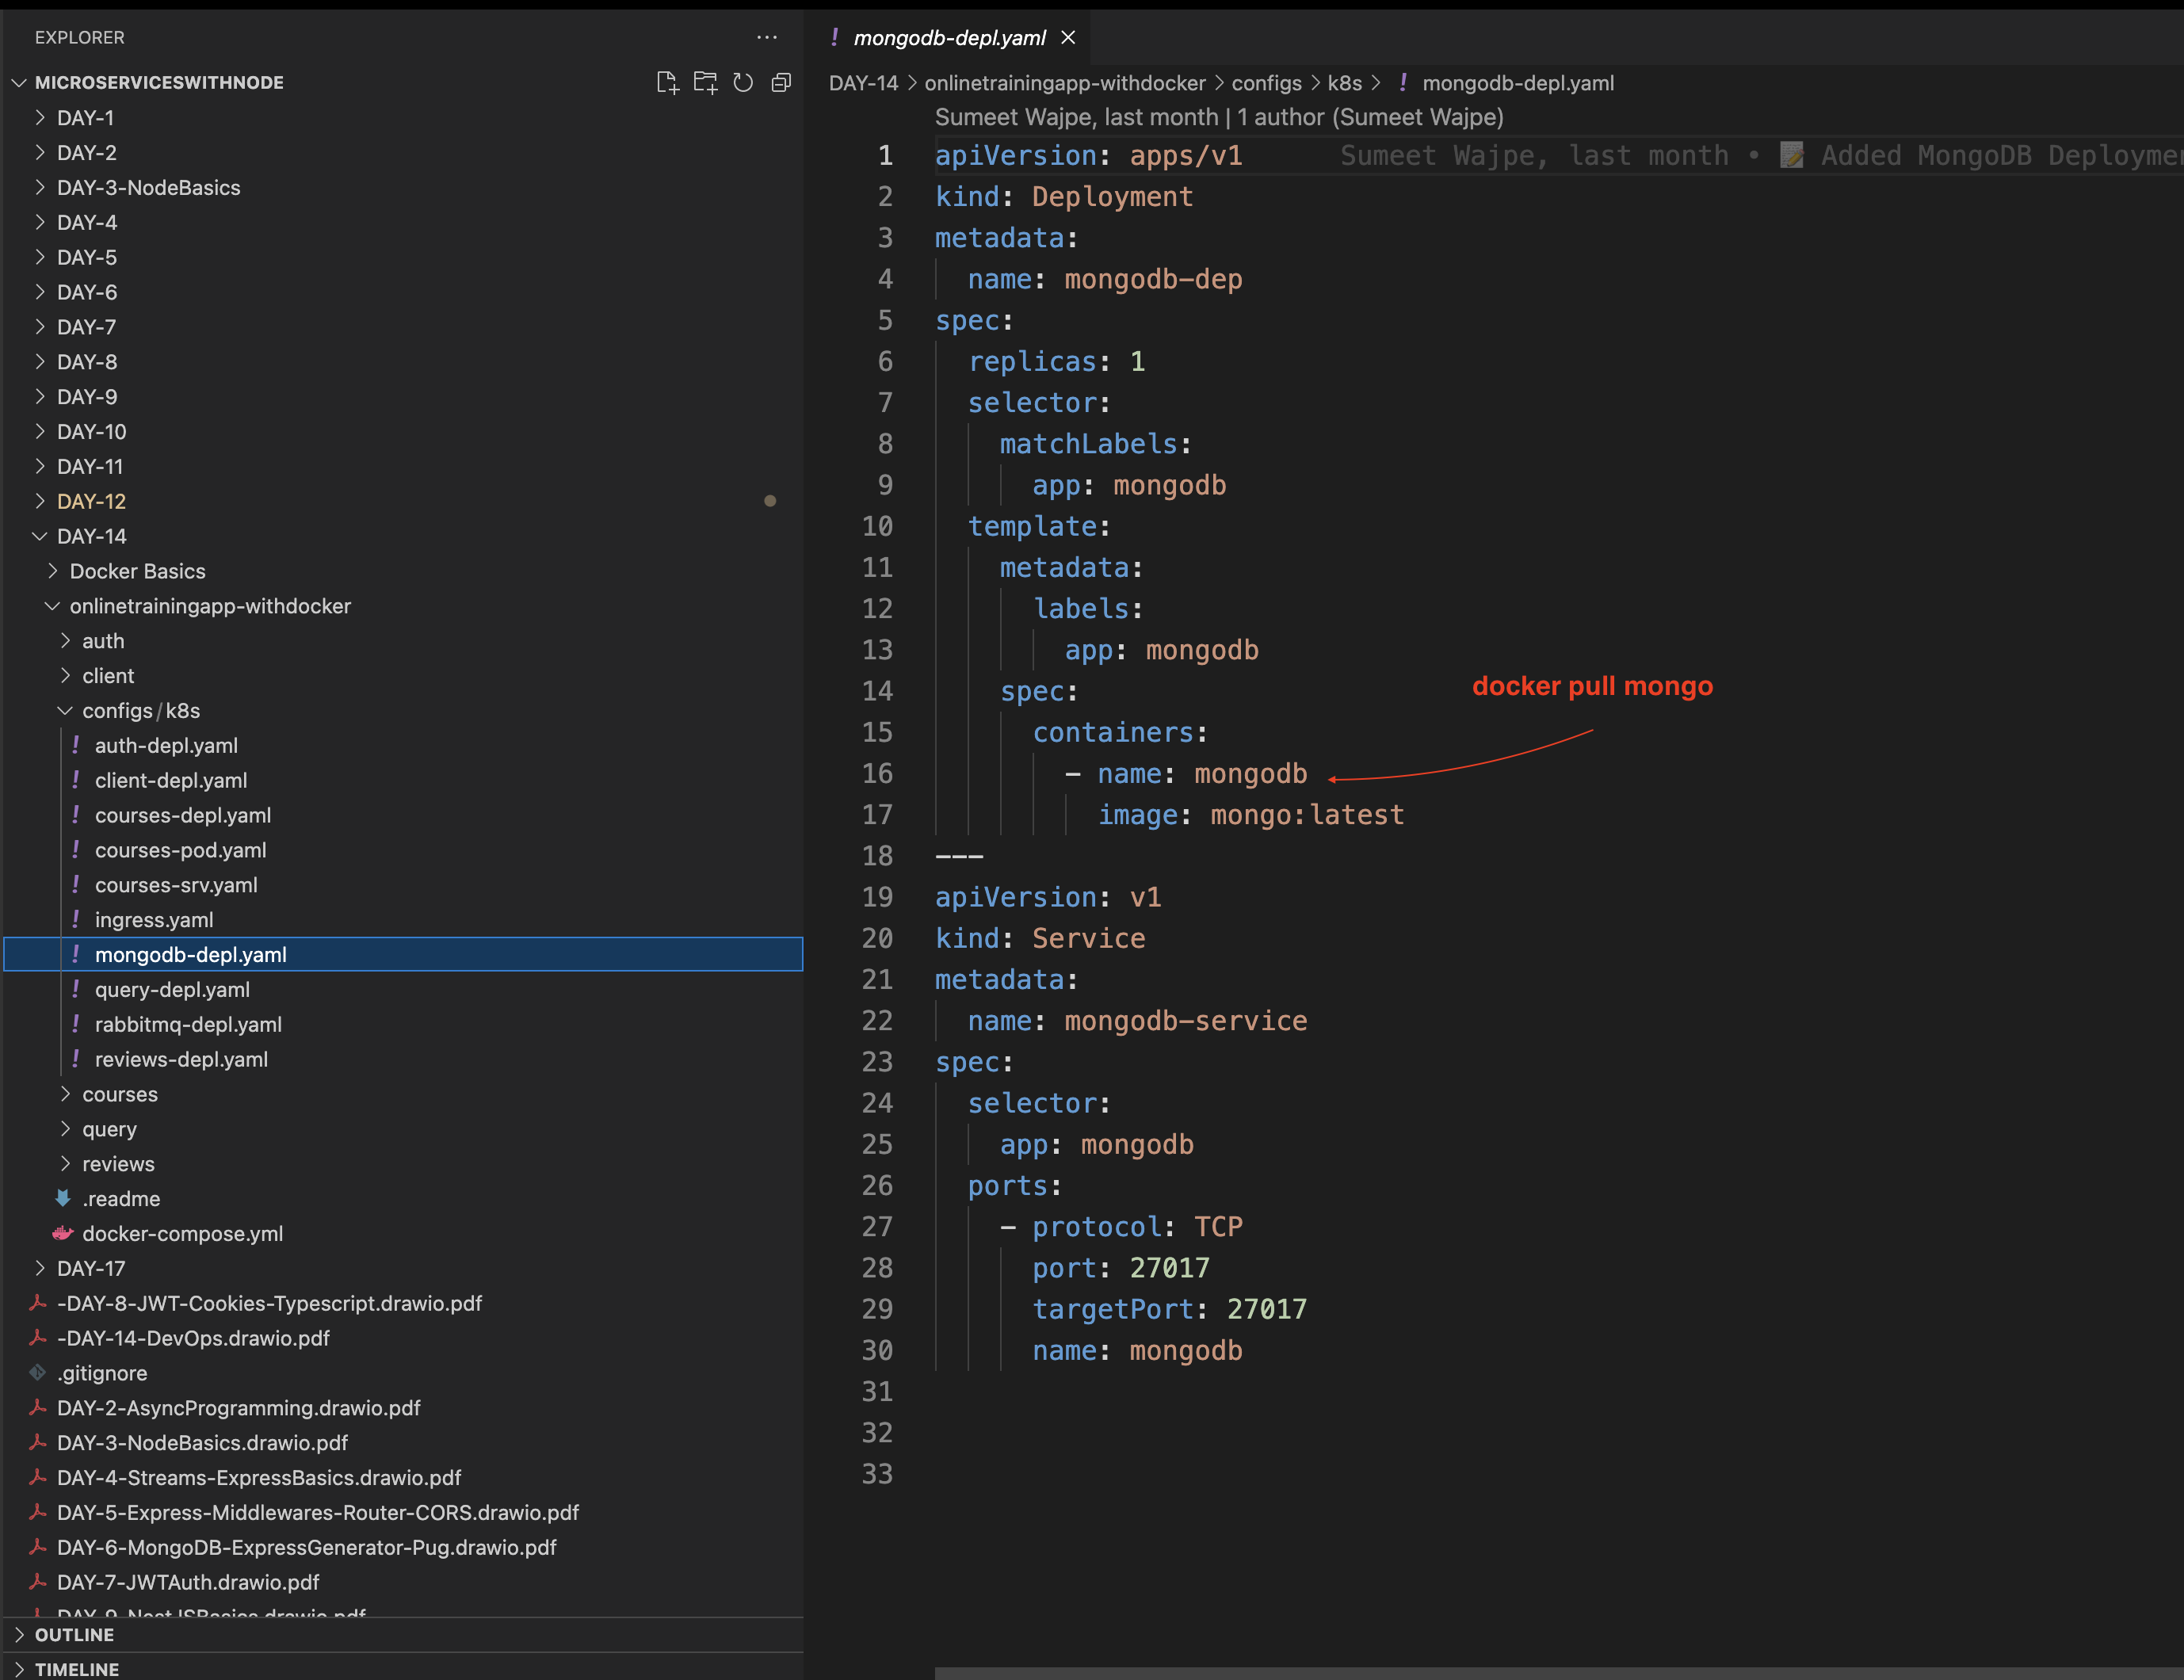 EXPLORER
MICROSERVICESWITHNODE
DAY-1
DAY-2
DAY-3-NodeBasics
DAY-4
DAY-5
DAY-6
DAY-7
DAY-8
DAY-9
DAY-10
DAY-11
DAY-12
DAY-14
Docker Basics
onlinetrainingapp-withdocker
auth
client
configs/k8s
! auth-depl.yaml
! client-depl.yaml
! courses-depl.yaml
! courses-pod.yaml
! courses-srv.yaml
! ingress.yaml
! mongodb-depl.yaml
! query-depl.yaml
! rabbitmq-depl.yaml
! reviews-depl.yaml
courses
query
reviews
.readme
docker-compose.yml
DAY-17
-DAY-8-JWT-Cookies-Typescript.drawio.pdf
-DAY-14-DevOps.drawio.pdf
.gitignore
DAY-2-AsyncProgramming.drawio.pdf
DAY-3-NodeBasics.drawio.pdf
DAY-4-Streams-ExpressBasics.drawio.pdf
DAY-5-Express-Middlewares-Router-CORS.drawio.pdf
DAY-6-MongoDB-ExpressGenerator-Pug.drawio.pdf
DAY-7-JWTAuth.drawio.pdf
DAY-9-NestJSBasics.drawio.pdf
OUTLINE
TIMELINE
! mongodb-depl.yaml
DAY-14 > onlinetrainingapp-withdocker > configs > k8s > ! mongodb-depl.yaml
Sumeet Wajpe, last month | 1 author (Sumeet Wajpe)
1 apiVersion: apps/v1 Sumeet Wajpe, last month • 📝 Added MongoDB
2 kind: Deployment
3 metadata:
4 name: mongodb-dep
5 spec:
6 replicas: 1
7 selector:
8 matchLabels:
9 app: mongodb
10 template:
11 metadata:
12 labels:
13 app: mongodb
14 spec:
docker pull mongo
15 containers:
16 - name: mongodb
17 image: mongo:latest
18 ---
19 apiVersion: v1
20 kind: Service
21 metadata:
22 name: mongodb-service
23 spec:
24 selector:
25 app: mongodb
26 ports:
27 - protocol: TCP
28 port: 27017
29 targetPort: 27017
30 name: mongodb
31
32
33